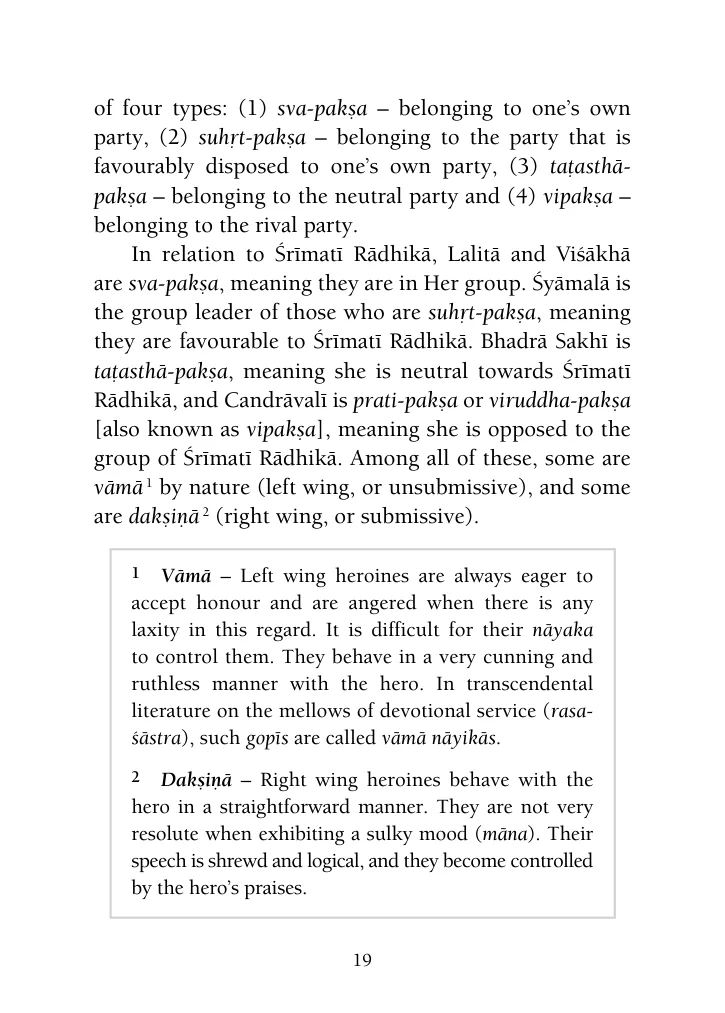 of four types: (1) sva-pakṣa – belonging to one’s own
party, (2) suhṛt-pakṣa – belonging to the party that is
favourably disposed to one’s own party, (3) taṭasthā-
pakṣa – belonging to the neutral party and (4) vipakṣa –
belonging to the rival party.
In relation to Śrīmatī Rādhikā, Lalitā and Viśākhā
are sva-pakṣa, meaning they are in Her group. Śyāmalā is
the group leader of those who are suhṛt-pakṣa, meaning
they are favourable to Śrīmatī Rādhikā. Bhadrā Sakhī is
taṭasthā-pakṣa, meaning she is neutral towards Śrīmatī
Rādhikā, and Candrāvalī is prati-pakṣa or viruddha-pakṣa
[also known as vipakṣa], meaning she is opposed to the
group of Śrīmatī Rādhikā. Among all of these, some are
vāmā 1 by nature (left wing, or unsubmissive), and some
are dakṣiṇā 2 (right wing, or submissive).
1 Vāmā – Left wing heroines are always eager to
accept honour and are angered when there is any
laxity in this regard. It is difficult for their nāyaka
to control them. They behave in a very cunning and
ruthless manner with the hero. In transcendental
literature on the mellows of devotional service (rasa-
śāstra), such gopīs are called vāmā nāyikās.
2 Dakṣiṇā – Right wing heroines behave with the
hero in a straightforward manner. They are not very
resolute when exhibiting a sulky mood (māna). Their
speech is shrewd and logical, and they become controlled
by the hero’s praises.
19